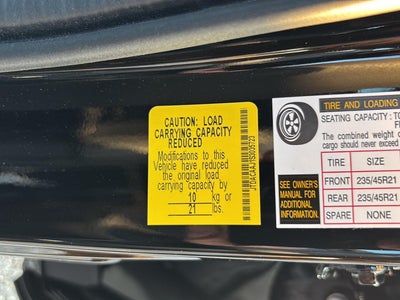 CAUTION: LOAD
CARRYING CAPACITY
REDUCED
Modifications to this
Vehicle have reduced
the original load
carrying capacity by
10 kg or
21 lbs.
TIRE AND LOADING
SEATING CAPACITY : TO
The combined weight o
cargo should never exceed
TIRE SIZE
FRONT 235/45R21
REAR 235/45R21
SPARE NONE
SEE OWNER'S
MANUAL FOR
ADDITIONAL
INFORMATION.